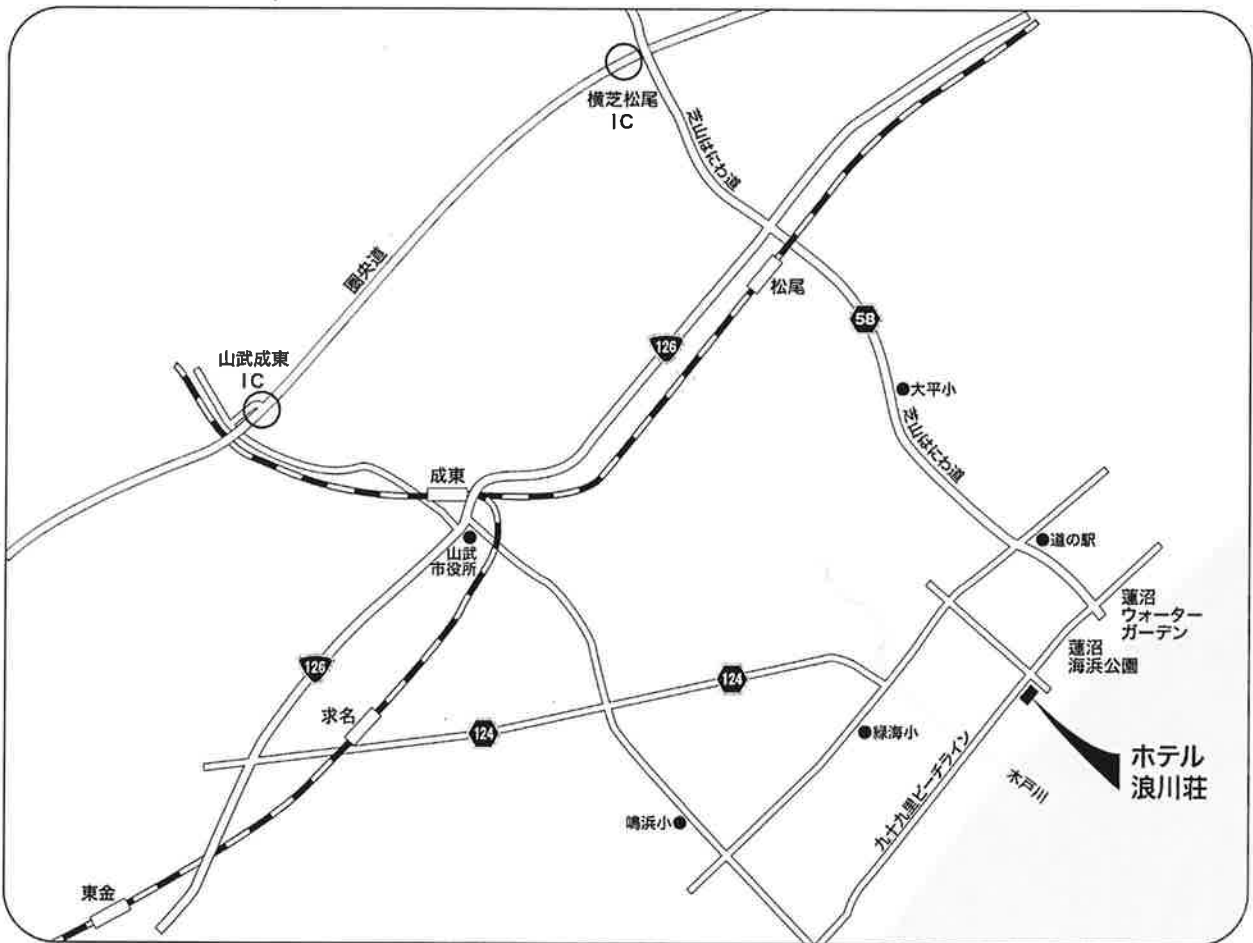 横芝松尾
IC
芝山はにわ道
圏央道
松尾
58
126
山武成東
IC
大平小
芝山はにわ道
成東
山武
市役所
道の駅
蓮沼
ウォーター
ガーデン
蓮沼
海浜公園
126
124
求名
124
緑海小
ホテル
浪川荘
九十九里ビーチライン
木戸川
鳴浜小
東金